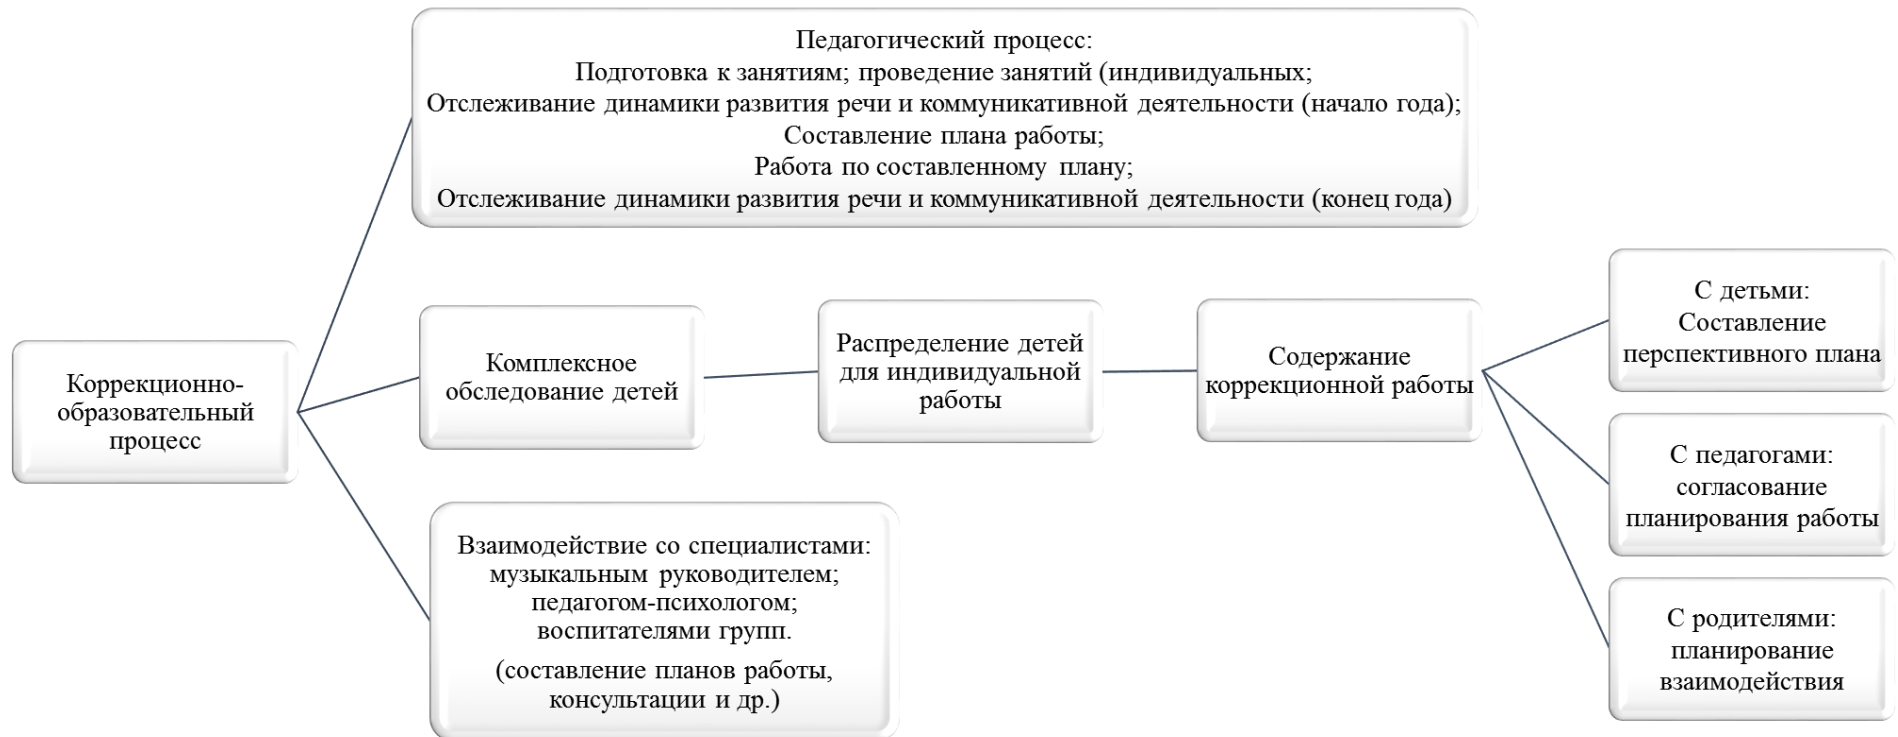 Педагогический процесс:
Подготовка к занятиям; проведение занятий (индивидуальных;
Отслеживание динамики развития речи и коммуникативной деятельности (начало года);
Составление плана работы;
Работа по составленному плану;
Отслеживание динамики развития речи и коммуникативной деятельности (конец года)
Коррекционно-
образовательный
процесс
Комплексное
обследование детей
Распределение детей
для индивидуальной
работы
Содержание
коррекционной работы
С детьми:
Составление
перспективного плана
С педагогами:
согласование
планирования работы
С родителями:
планирование
взаимодействия
Взаимодействие со специалистами:
музыкальным руководителем;
педагогом-психологом;
воспитателями групп.
(составление планов работы,
консультации и др.)